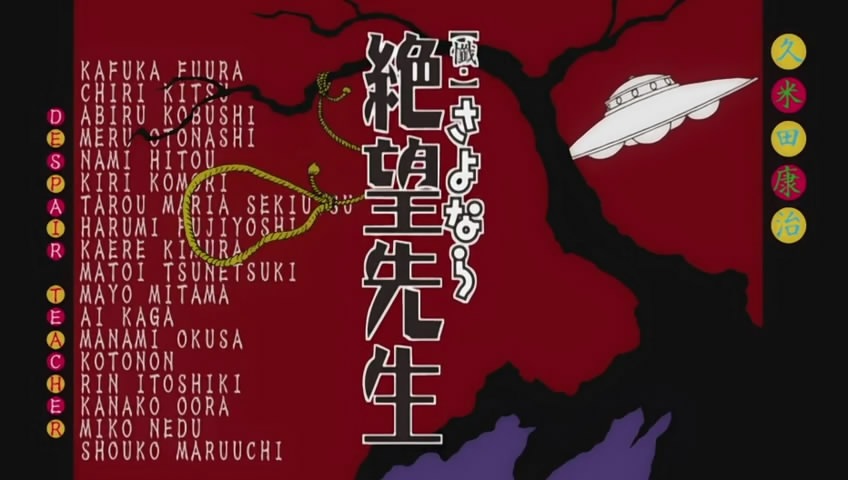 DESPAIR TEACHER
KAFUKA FUURA
CHIRI KITSU
ABIRU KOBUSHI
MERU OTONASHI
NAMI HITOU
KIRI KOMORI
TAROU MARIA SEKIUTSU
HARUMI FUJIYOSHI
KAERE KIMURA
MATOI TSUNETSUKI
MAYO MITAMA
AI KAGA
MANAMI OKUSA
KOTONON
RIN ITOSHIKI
KANAKO OORA
MIKO NEDU
SHOUKO MARUUCHI
【懺・】さよなら
絶望先生
久米田康治